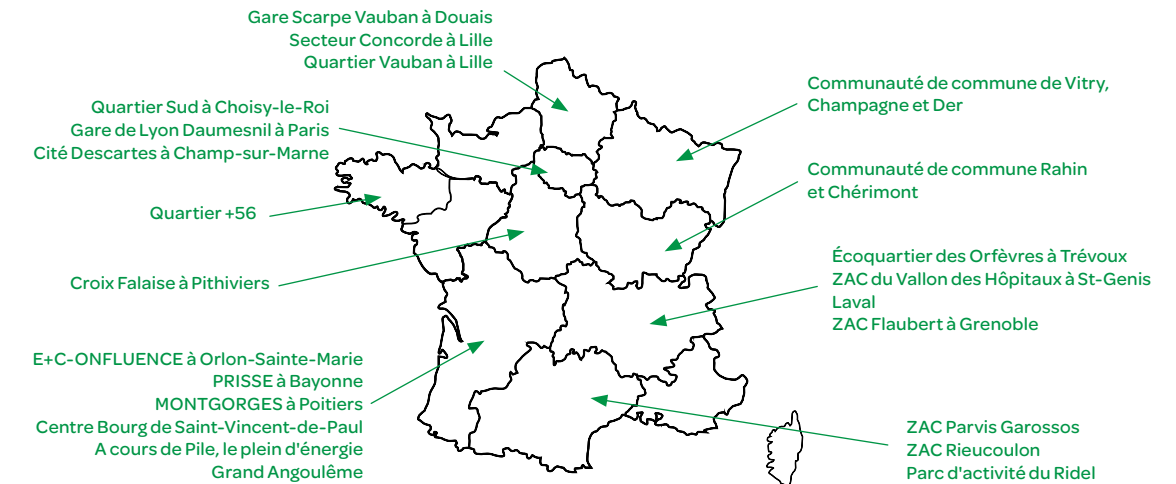 Gare Scarpe Vauban à Douais
Secteur Concorde à Lille
Quartier Vauban à Lille
Quartier Sud à Choisy-le-Roi
Gare de Lyon Daumesnil à Paris
Cité Descartes à Champ-sur-Marne
Quartier +56
Croix Falaise à Pithiviers
E+C-ONFLUENCE à Orlon-Sainte-Marie
PRISSE à Bayonne
MONTGORGES à Poitiers
Centre Bourg de Saint-Vincent-de-Paul
A cours de Pile, le plein d'énergie
Grand Angoulême
Communauté de commune de Vitry,
Champagne et Der
Communauté de commune Rahin
et Chérimont
Écoquartier des Orfèvres à Trévoux
ZAC du Vallon des Hôpitaux à St-Genis
Laval
ZAC Flaubert à Grenoble
ZAC Parvis Garossos
ZAC Rieucoulon
Parc d'activité du Ridel